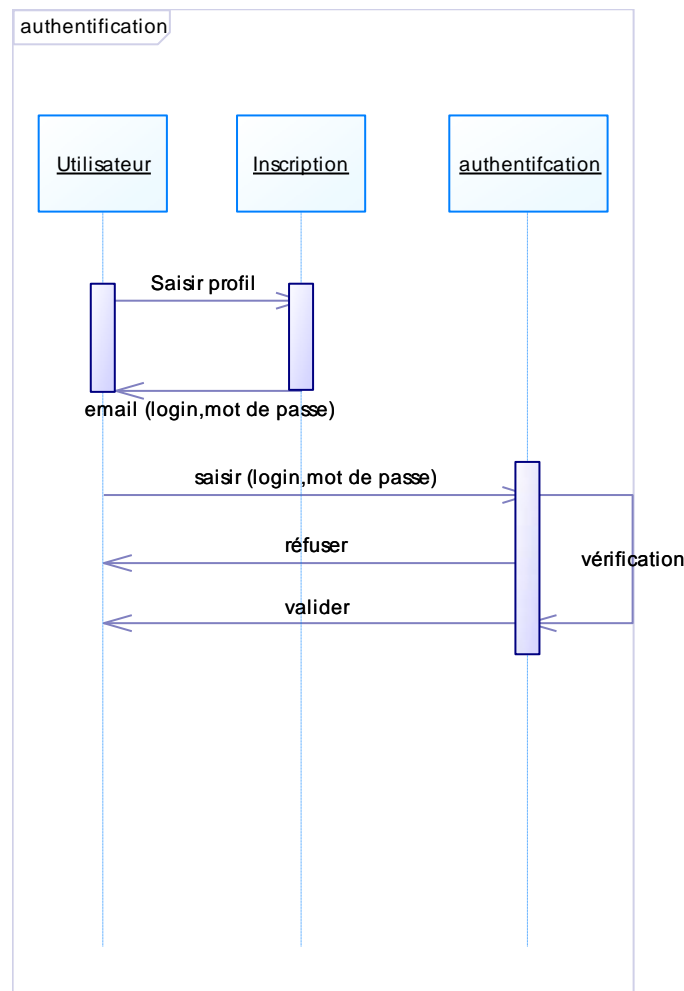 authentification
Utilisateur
Inscription
authentifcation
Saisir profil
email (login,mot de passe)
saisir (login,mot de passe)
réfuser
vérification
valider